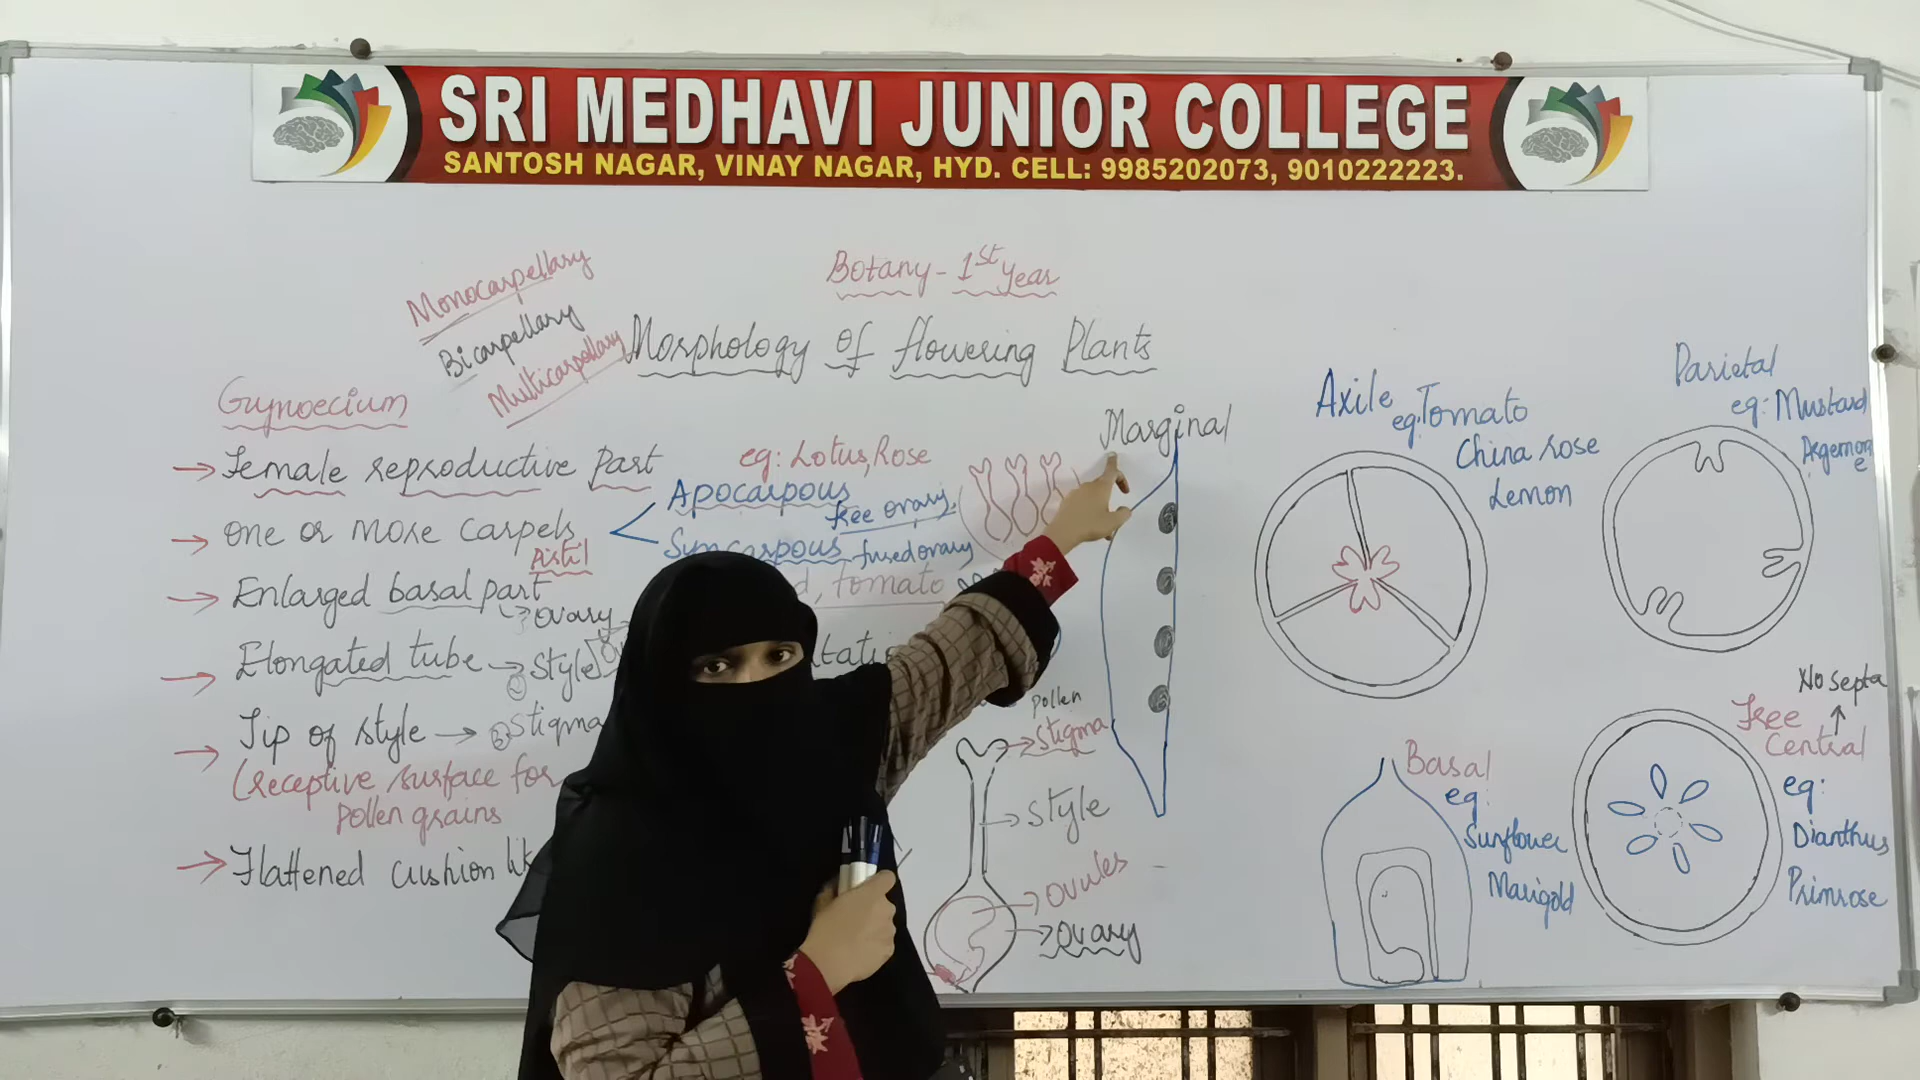 SRI MEDHAVI JUNIOR COLLEGE
SANTOSH NAGAR, VINAY NAGAR, HYD. CELL: 9985202073, 9010222223.
Botany - 1st Year
Morphology of flowering Plants
Monocarpellary
Bicarpellary
Multicarpellary
Gynoecium
→ Female reproductive part
→ One or more carpels
Pistil
→ Enlarged basal part
→ Ovary
→ Elongated tube → Style
→ Tip of style → Stigma
(receptive surface for
Pollen grains
→ Flattened cushion
eg: Lotus, Rose
Apocarpous
free ovary
Syncarpous fused ovary
tomato
Pollen
→ Stigma
→ Style
→ Ovules
→ Ovary
Marginal
Axile eg: Tomato
China rose
Lemon
Parietal
eg: Mustard
Argemon
e
Basal
eg:
Sunflower
Marigold
No septa
Free
Central
eg:
Dianthus
Primrose